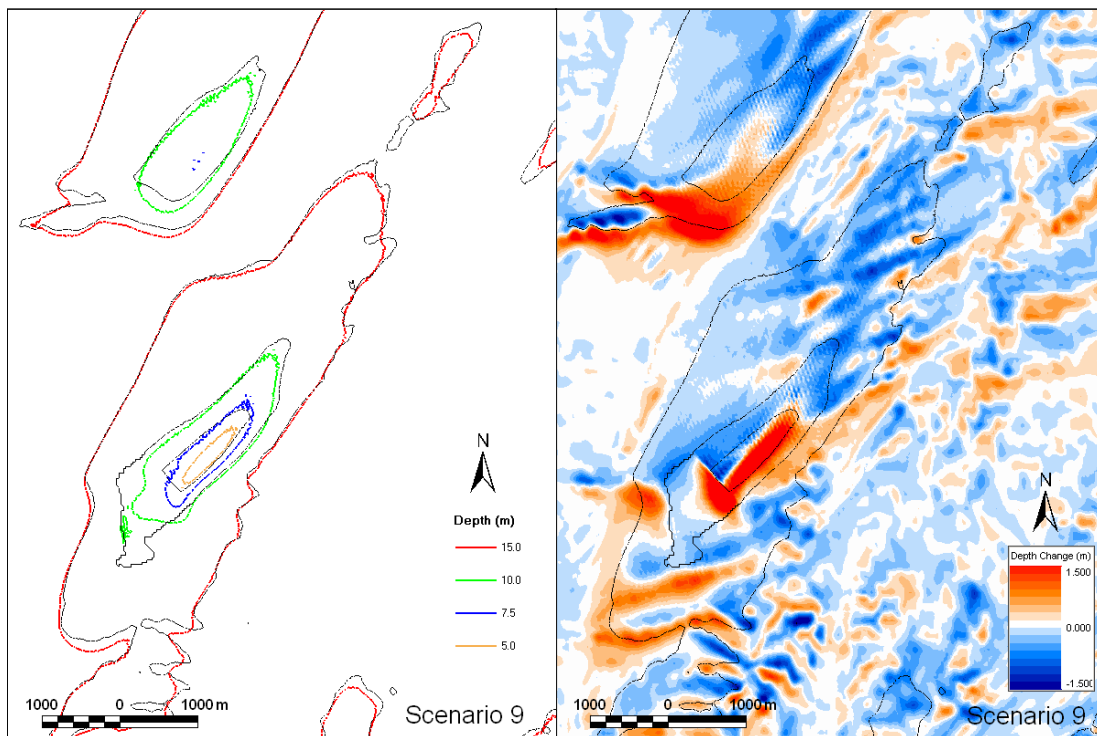 N
Depth (m)
15.0
10.0
7.5
5.0
1000 0 1000 m
Scenario 9
N
Depth Change (m)
1.500
0.000
-1.500
1000 0 1000 m
Scenario 9